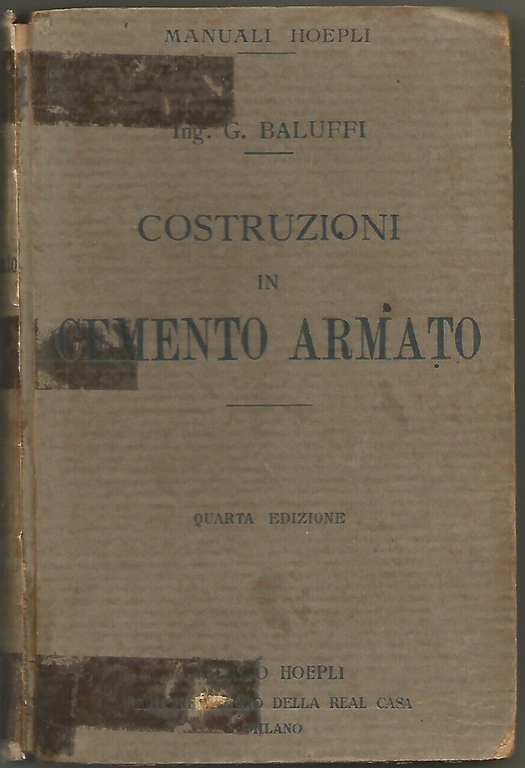 MANUALI HOEPLI
Ing. G. BALUFFI
COSTRUZIONI
IN
CEMENTO ARMATO
QUARTA EDIZIONE
HOEPLI
DELLA REAL CASA
MILANO